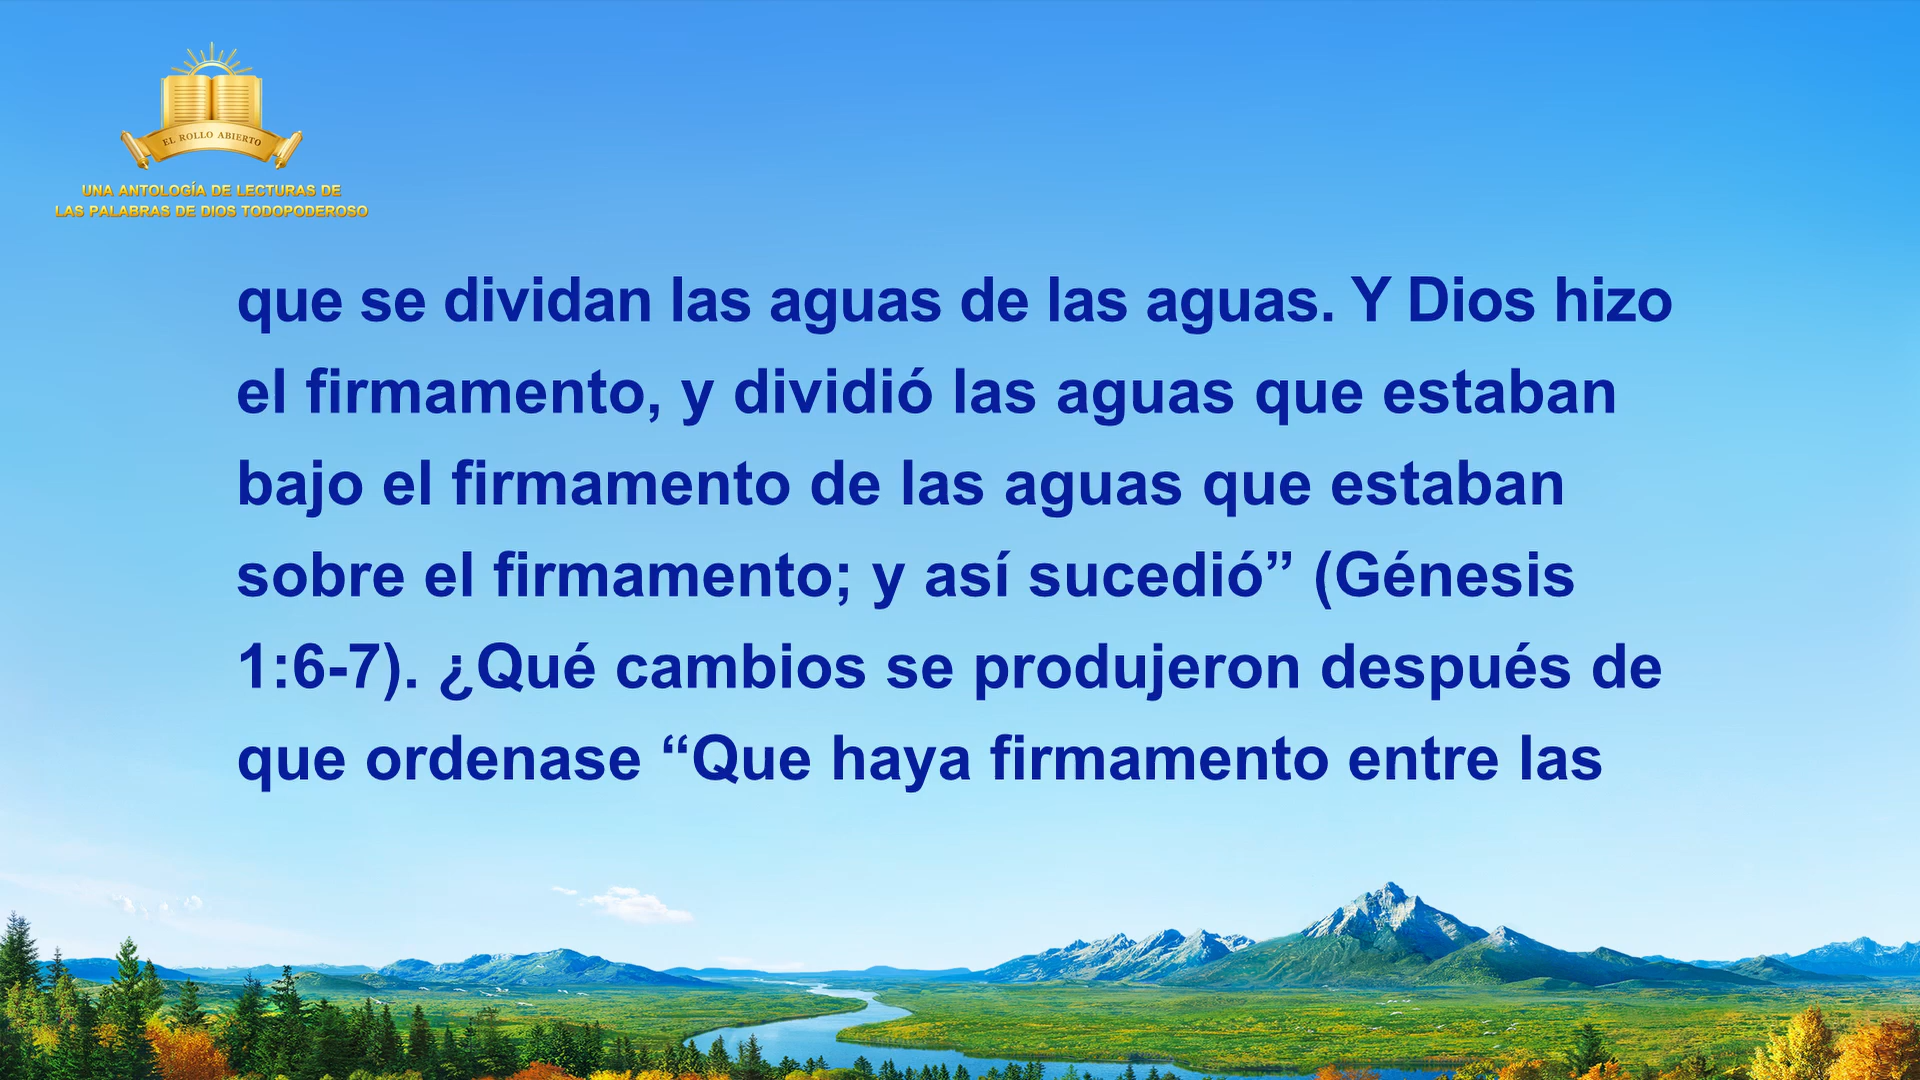 EL ROLLO ABIERTO
UNA ANTOLOGÍA DE LECTURAS DE
LAS PALABRAS DE DIOS TODOPODEROSO
que se dividan las aguas de las aguas. Y Dios hizo
el firmamento, y dividió las aguas que estaban
bajo el firmamento de las aguas que estaban
sobre el firmamento; y así sucedió” (Génesis
1:6-7). ¿Qué cambios se produjeron después de
que ordenase “Que haya firmamento entre las